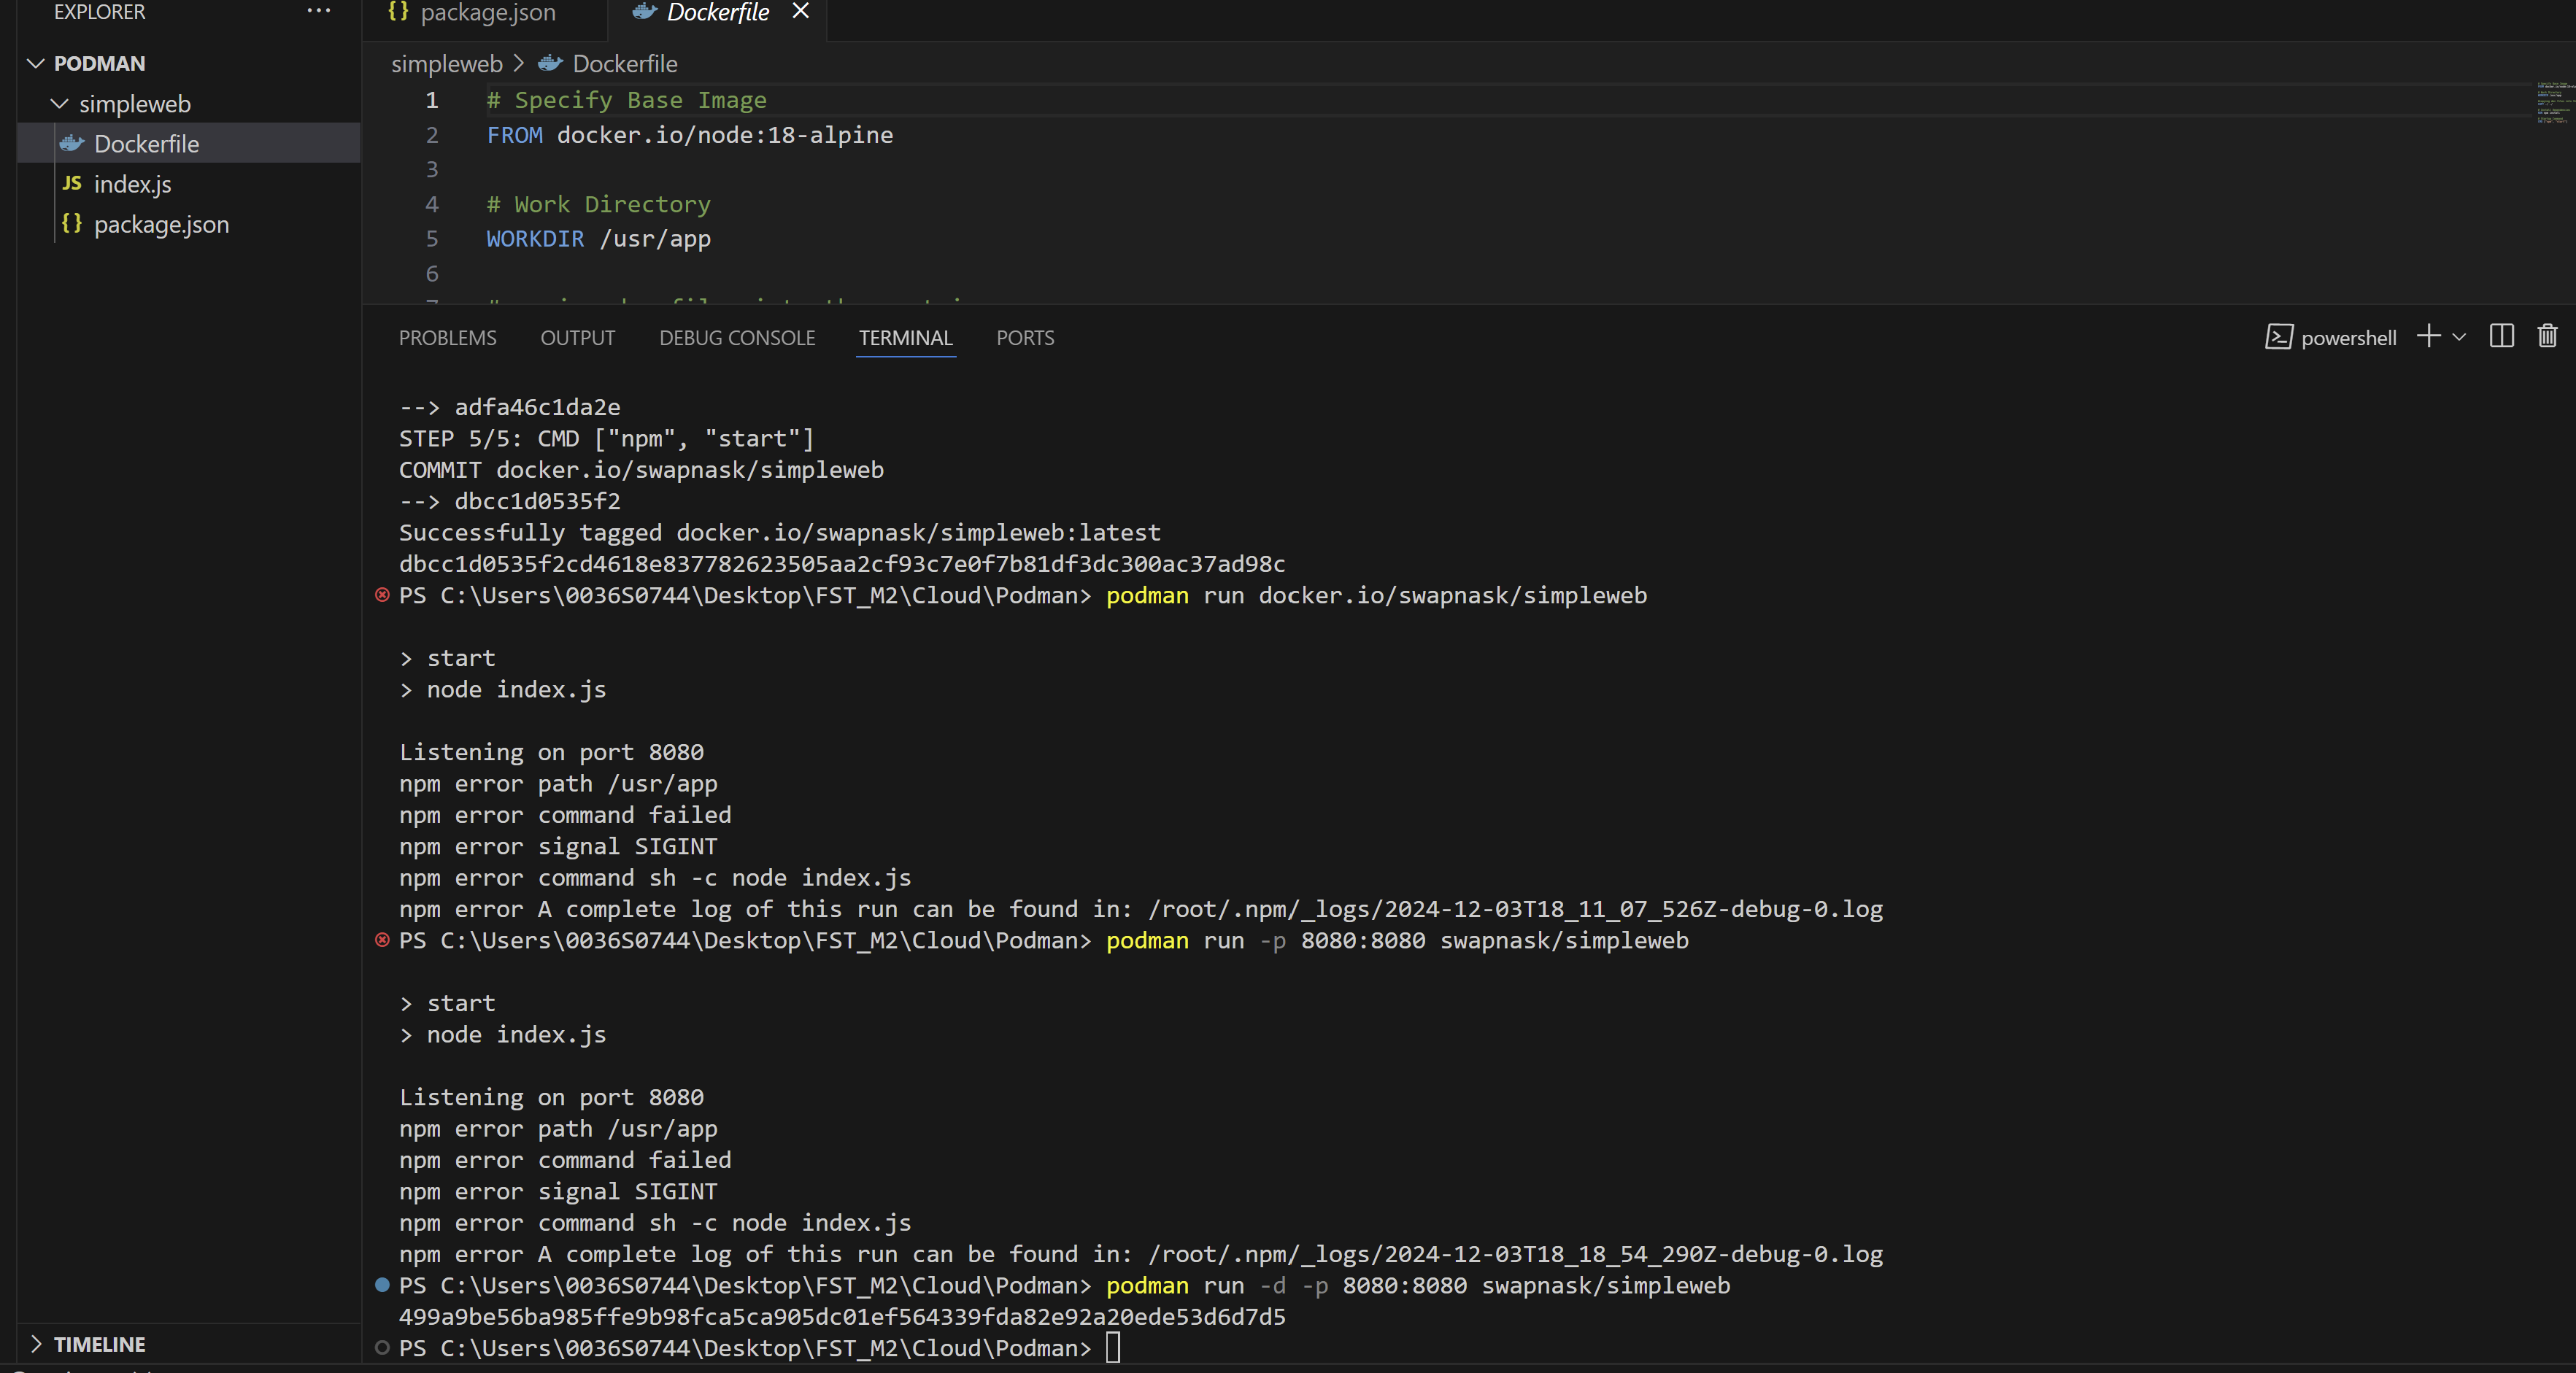 EXPLORER
PODMAN
simpleweb
Dockerfile
JS index.js
{} package.json
TIMELINE
{} package.json
Dockerfile
simpleweb > Dockerfile
1 # Specify Base Image
2 FROM docker.io/node:18-alpine
3
4 # Work Directory
5 WORKDIR /usr/app
6
PROBLEMS OUTPUT DEBUG CONSOLE TERMINAL PORTS
powershell
--> adfa46c1da2e
STEP 5/5: CMD ["npm", "start"]
COMMIT docker.io/swapnask/simpleweb
--> dbcc1d0535f2
Successfully tagged docker.io/swapnask/simpleweb:latest
dbcc1d0535f2cd4618e837782623505aa2cf93c7e0f7b81df3dc300ac37ad98c
PS C:\Users\0036S0744\Desktop\FST_M2\Cloud\Podman> podman run docker.io/swapnask/simpleweb
> start
> node index.js
Listening on port 8080
npm error path /usr/app
npm error command failed
npm error signal SIGINT
npm error command sh -c node index.js
npm error A complete log of this run can be found in: /root/.npm/_logs/2024-12-03T18_11_07_526Z-debug-0.log
PS C:\Users\0036S0744\Desktop\FST_M2\Cloud\Podman> podman run -p 8080:8080 swapnask/simpleweb
> start
> node index.js
Listening on port 8080
npm error path /usr/app
npm error command failed
npm error signal SIGINT
npm error command sh -c node index.js
npm error A complete log of this run can be found in: /root/.npm/_logs/2024-12-03T18_18_54_290Z-debug-0.log
PS C:\Users\0036S0744\Desktop\FST_M2\Cloud\Podman> podman run -d -p 8080:8080 swapnask/simpleweb
499a9be56ba985ffe9b98fca5ca905dc01ef564339fda82e92a20ede53d6d7d5
PS C:\Users\0036S0744\Desktop\FST_M2\Cloud\Podman>